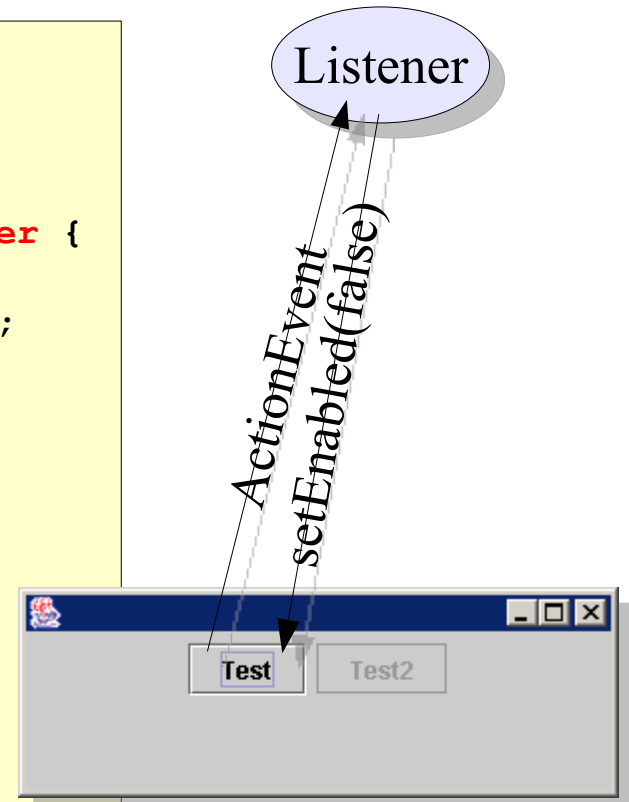 Listener
er {
;
ActionEvent
setEnabled(false)
Test
Test2